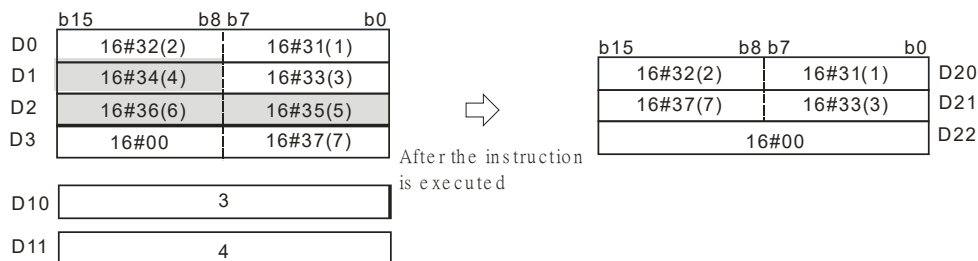 b15 b8 b7 b0
D0 16#32(2) 16#31(1)
D1 16#34(4) 16#33(3)
D2 16#36(6) 16#35(5)
D3 16#00 16#37(7)
D10 3
D11 4
After the instruction
is executed
b15 b8 b7 b0
16#32(2) 16#31(1) D20
16#37(7) 16#33(3) D21
16#00 D22